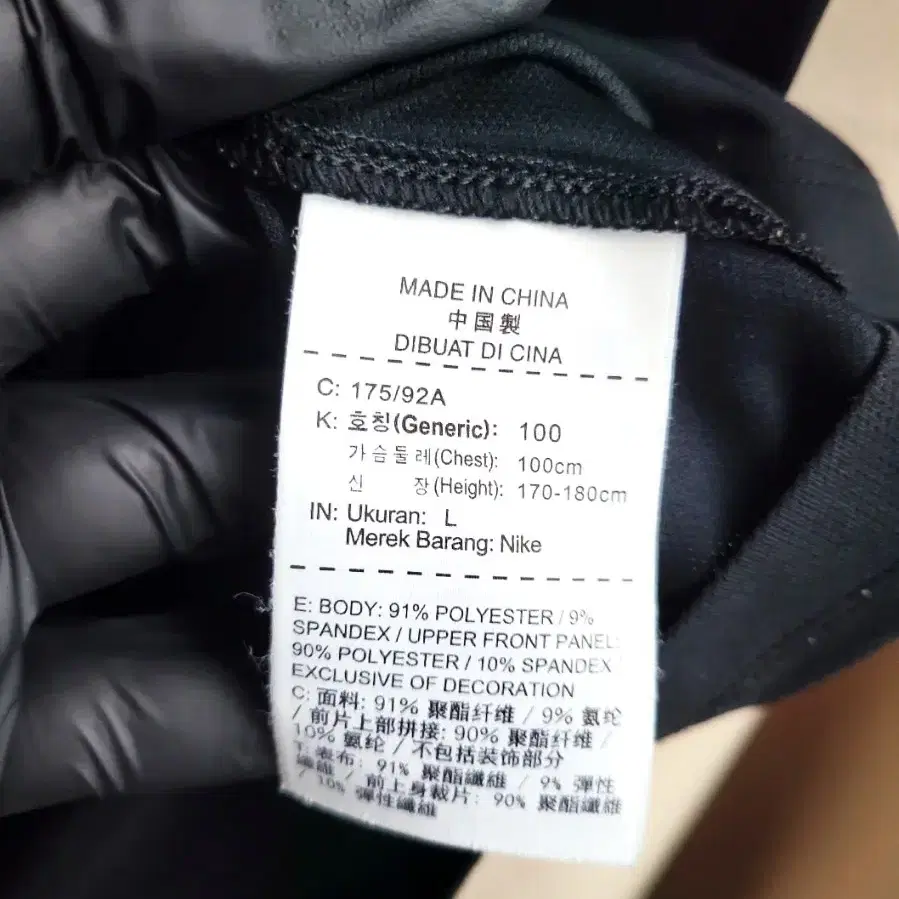 MADE IN CHINA
中国製
DIBUAT DI CINA
C: 175/92A
K: 호칭(Generic): 100
가슴둘레(Chest): 100cm
신 장(Height): 170-180cm
IN: Ukuran: L
Merek Barang: Nike
E: BODY: 91% POLYESTER / 9%
SPANDEX / UPPER FRONT PANEL:
90% POLYESTER / 10% SPANDEX /
EXCLUSIVE OF DECORATION
C: 面料: 91% 聚酯纤维 / 9% 氨纶
/ 前片上部拼接: 90% 聚酯纤维 /
10% 氨纶 / 不包括装饰部分
T: 表布: 91% 聚酯纖維 / 9% 彈性
纖維 / 前上身裁片: 90% 聚酯纖維
/ 10% 彈性纖維